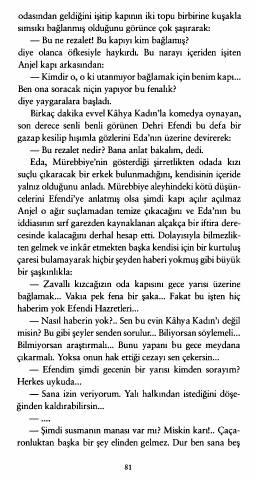 odasından geldiğini işitip kapının iki topu birbirine kuşakla
sımsıkı bağlanmış olduğunu görünce çok şaşırarak:
— Bu ne rezalet! Bu kapıyı kim bağlamış?
diye olanca öfkesiyle haykırdı. Bu narayı içeriden işiten
Anjel kapı arkasından:
— Kimdir o, o ki utanmıyor bağlamak için benim kapı...
Ben ona soracak niçin yapıyor bu fenalık?
diye yaygaralara başladı.
Birkaç dakika evvel Kâhya Kadın'la komedya oynayan,
son derece senli benli görünen Dehri Efendi bu defa bir
gazap kesilip hışımla gözlerini Eda'nın üzerine devirerek:
— Bu rezalet nedir? Bana anlat bakalım, dedi.
Eda, Mürebbiye'nin gösterdiği şirretlikten odada kızı
suçlu çıkaracak bir erkek bulunmadığını, kendisinin içeride
yalnız olduğunu anladı. Mürebbiye aleyhindeki kötü düşün-
celerini Efendi'ye anlatmış olsa şimdi kapı açılır açılmaz
Anjel o ağır suçlamadan temize çıkacağını ve Eda'nın bu
iddiasının sırf garezden kaynaklanan alçakça bir iftira dere-
cesinde kalacağını derhal hesap etti. Dolayısıyla bilmezlik-
ten gelmek ve inkâr etmekten başka kendisi için bir kurtuluş
çaresi bulamayarak hiçbir şeyden haberi yokmuş gibi büyük
bir şaşkınlıkla:
— Zavallı kızcağızın oda kapısını gece yarısı üzerine
bağlamak... Vakıa pek fena bir şaka... Fakat bu işten hiç
haberim yok Efendi Hazretleri...
— Nasıl haberin yok?.. Sen bu evin Kâhya Kadın'ı değil
misin? Bu gibi şeyler senden sorulur... Biliyorsan söylemeli...
Bilmiyorsan araştırmalı... Bunu yapanı bu gece meydana
çıkarmalı. Yoksa onun hak ettiği cezayı sen çekersin...
— Efendim şimdi gecenin bir yarısı kimden sorayım?
Herkes uykuda...
— Sana izin veriyorum. Yalı halkından istediğini döşe-
ğinden kaldırabilirsin...
— ....
— Şimdi susmanın manası var mı? Miskin karı!.. Çaça-
ronluktan başka bir şey elinden gelmez. Dur ben sana beş
81